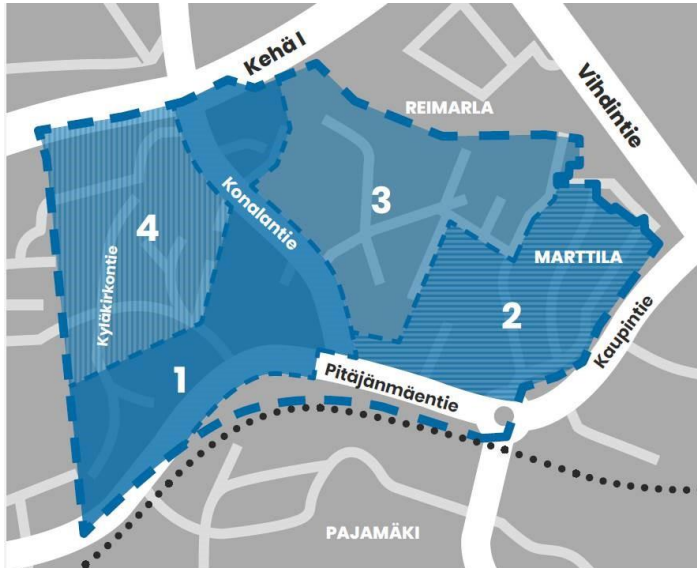 Kehä I
Vihdintie
REIMARLA
3
Konalantie
4
Kyläkirkontie
MARTTILA
2
Kaupintie
1
Pitäjänmäentie
PAJAMÄKI